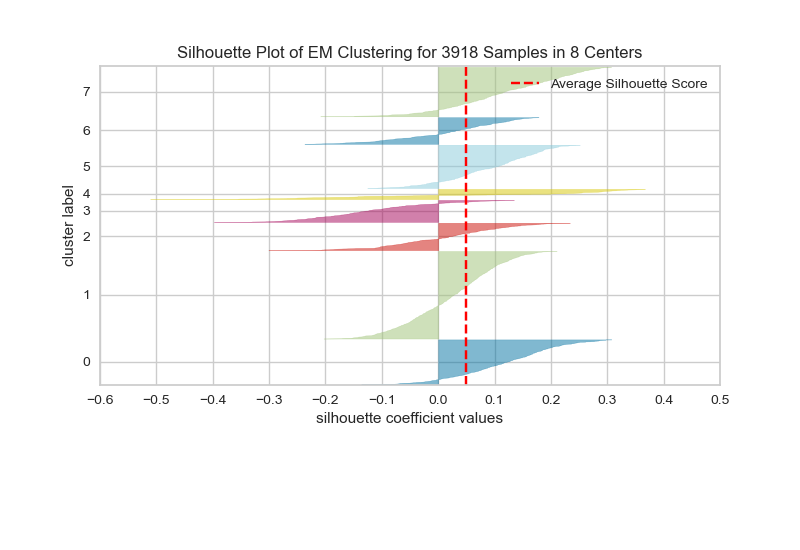 Silhouette Plot of EM Clustering for 3918 Samples in 8 Centers
Average Silhouette Score
cluster label
7
6
5
4
3
2
1
0
−0.6 −0.5 −0.4 −0.3 −0.2 −0.1 0.0 0.1 0.2 0.3 0.4 0.5
silhouette coefficient values